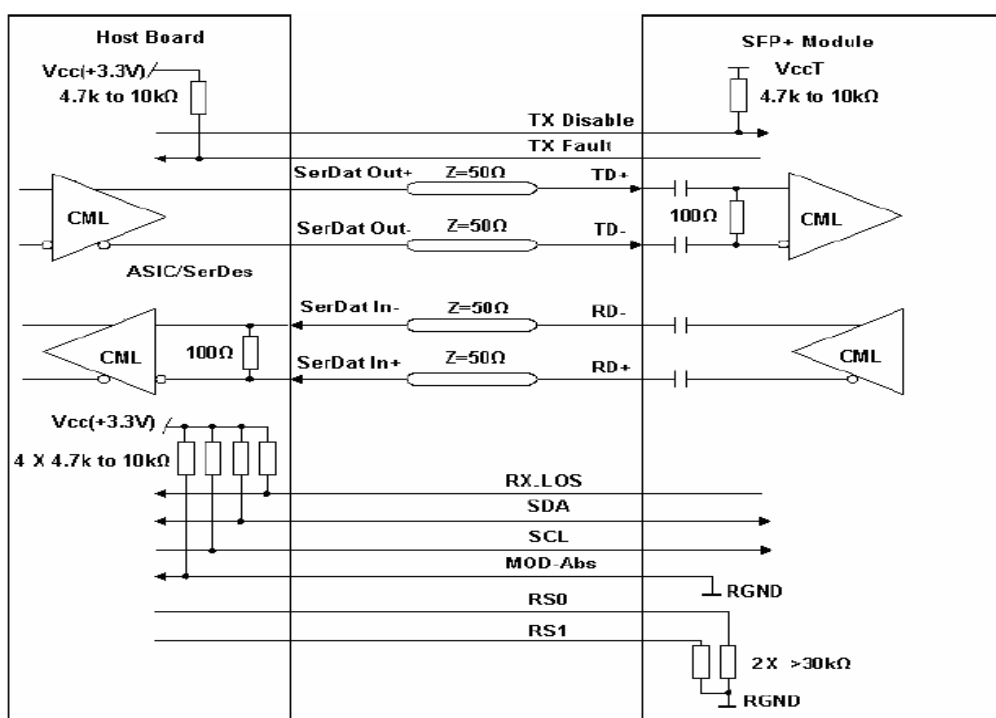 Host Board
SFP+ Module
Vcc(+3.3V)
4.7k to 10kΩ
VccT
4.7k to 10kΩ
TX Disable
TX Fault
SerDat Out+
Z=50Ω
TD+
CML
100Ω
CML
SerDat Out-
Z=50Ω
TD-
ASIC/SerDes
SerDat In-
Z=50Ω
RD-
CML
100Ω
CML
SerDat In+
Z=50Ω
RD+
Vcc(+3.3V)
4 X 4.7k to 10kΩ
RX-LOS
SDA
SCL
MOD-Abs
RGND
RS0
RS1
2X >30kΩ
RGND